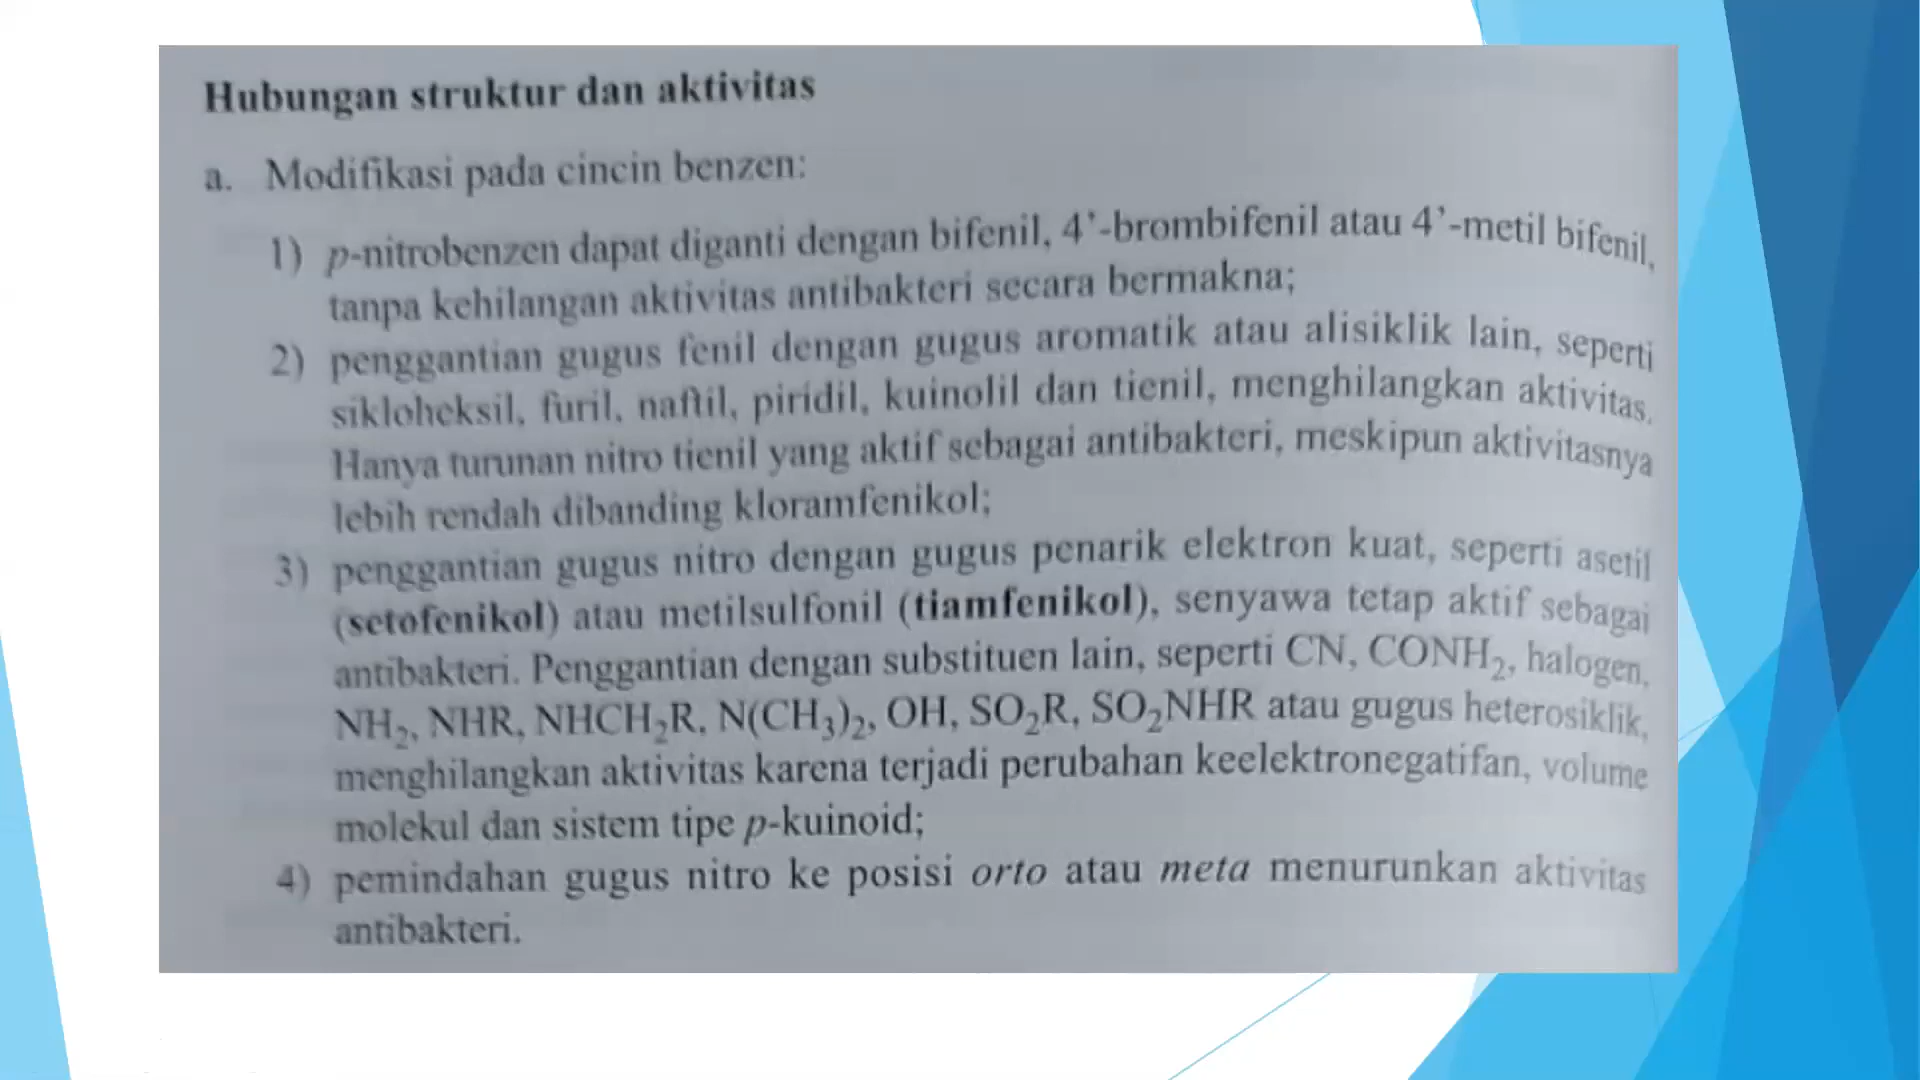 Hubungan struktur dan aktivitas
a. Modifikasi pada cincin benzen:
1) p-nitrobenzen dapat diganti dengan bifenil, 4’-brombifenil atau 4’-metil bifenil,
tanpa kehilangan aktivitas antibakteri secara bermakna;
2) penggantian gugus fenil dengan gugus aromatik atau alisiklik lain, seperti
sikloheksil, furil, naftil, piridil, kuinolil dan tienil, menghilangkan aktivitas.
Hanya turunan nitro tienil yang aktif sebagai antibakteri, meskipun aktivitasnya
lebih rendah dibanding kloramfenikol;
3) penggantian gugus nitro dengan gugus penarik elektron kuat, seperti asetil
(setofenikol) atau metilsulfonil (tiamfenikol), senyawa tetap aktif sebagai
antibakteri. Penggantian dengan substituen lain, seperti CN, CONH₂, halogen,
NH₂, NHR, NHCH₂R, N(CH₃)₂, OH, SO₂R, SO₂NHR atau gugus heterosiklik,
menghilangkan aktivitas karena terjadi perubahan keelektronegatifan, volume
molekul dan sistem tipe p-kuinoid;
4) pemindahan gugus nitro ke posisi orto atau meta menurunkan aktivitas
antibakteri.